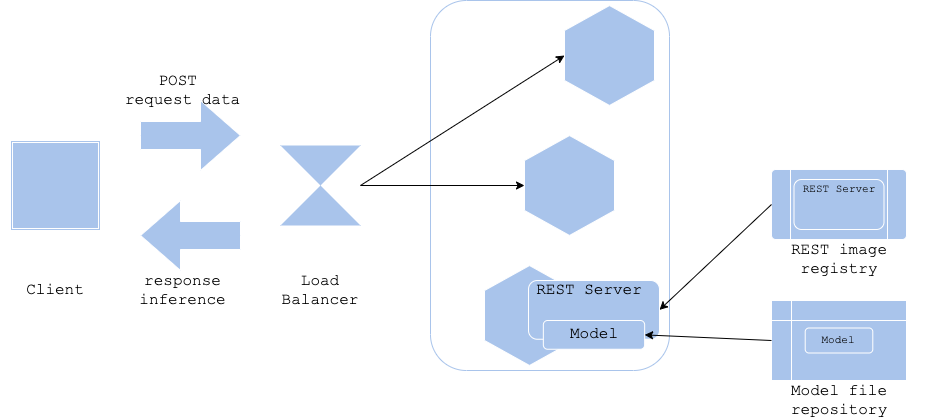 POST
request data
response
inference
Client
Load
Balancer
REST Server
Model
REST Server
REST image
registry
Model
Model file
repository